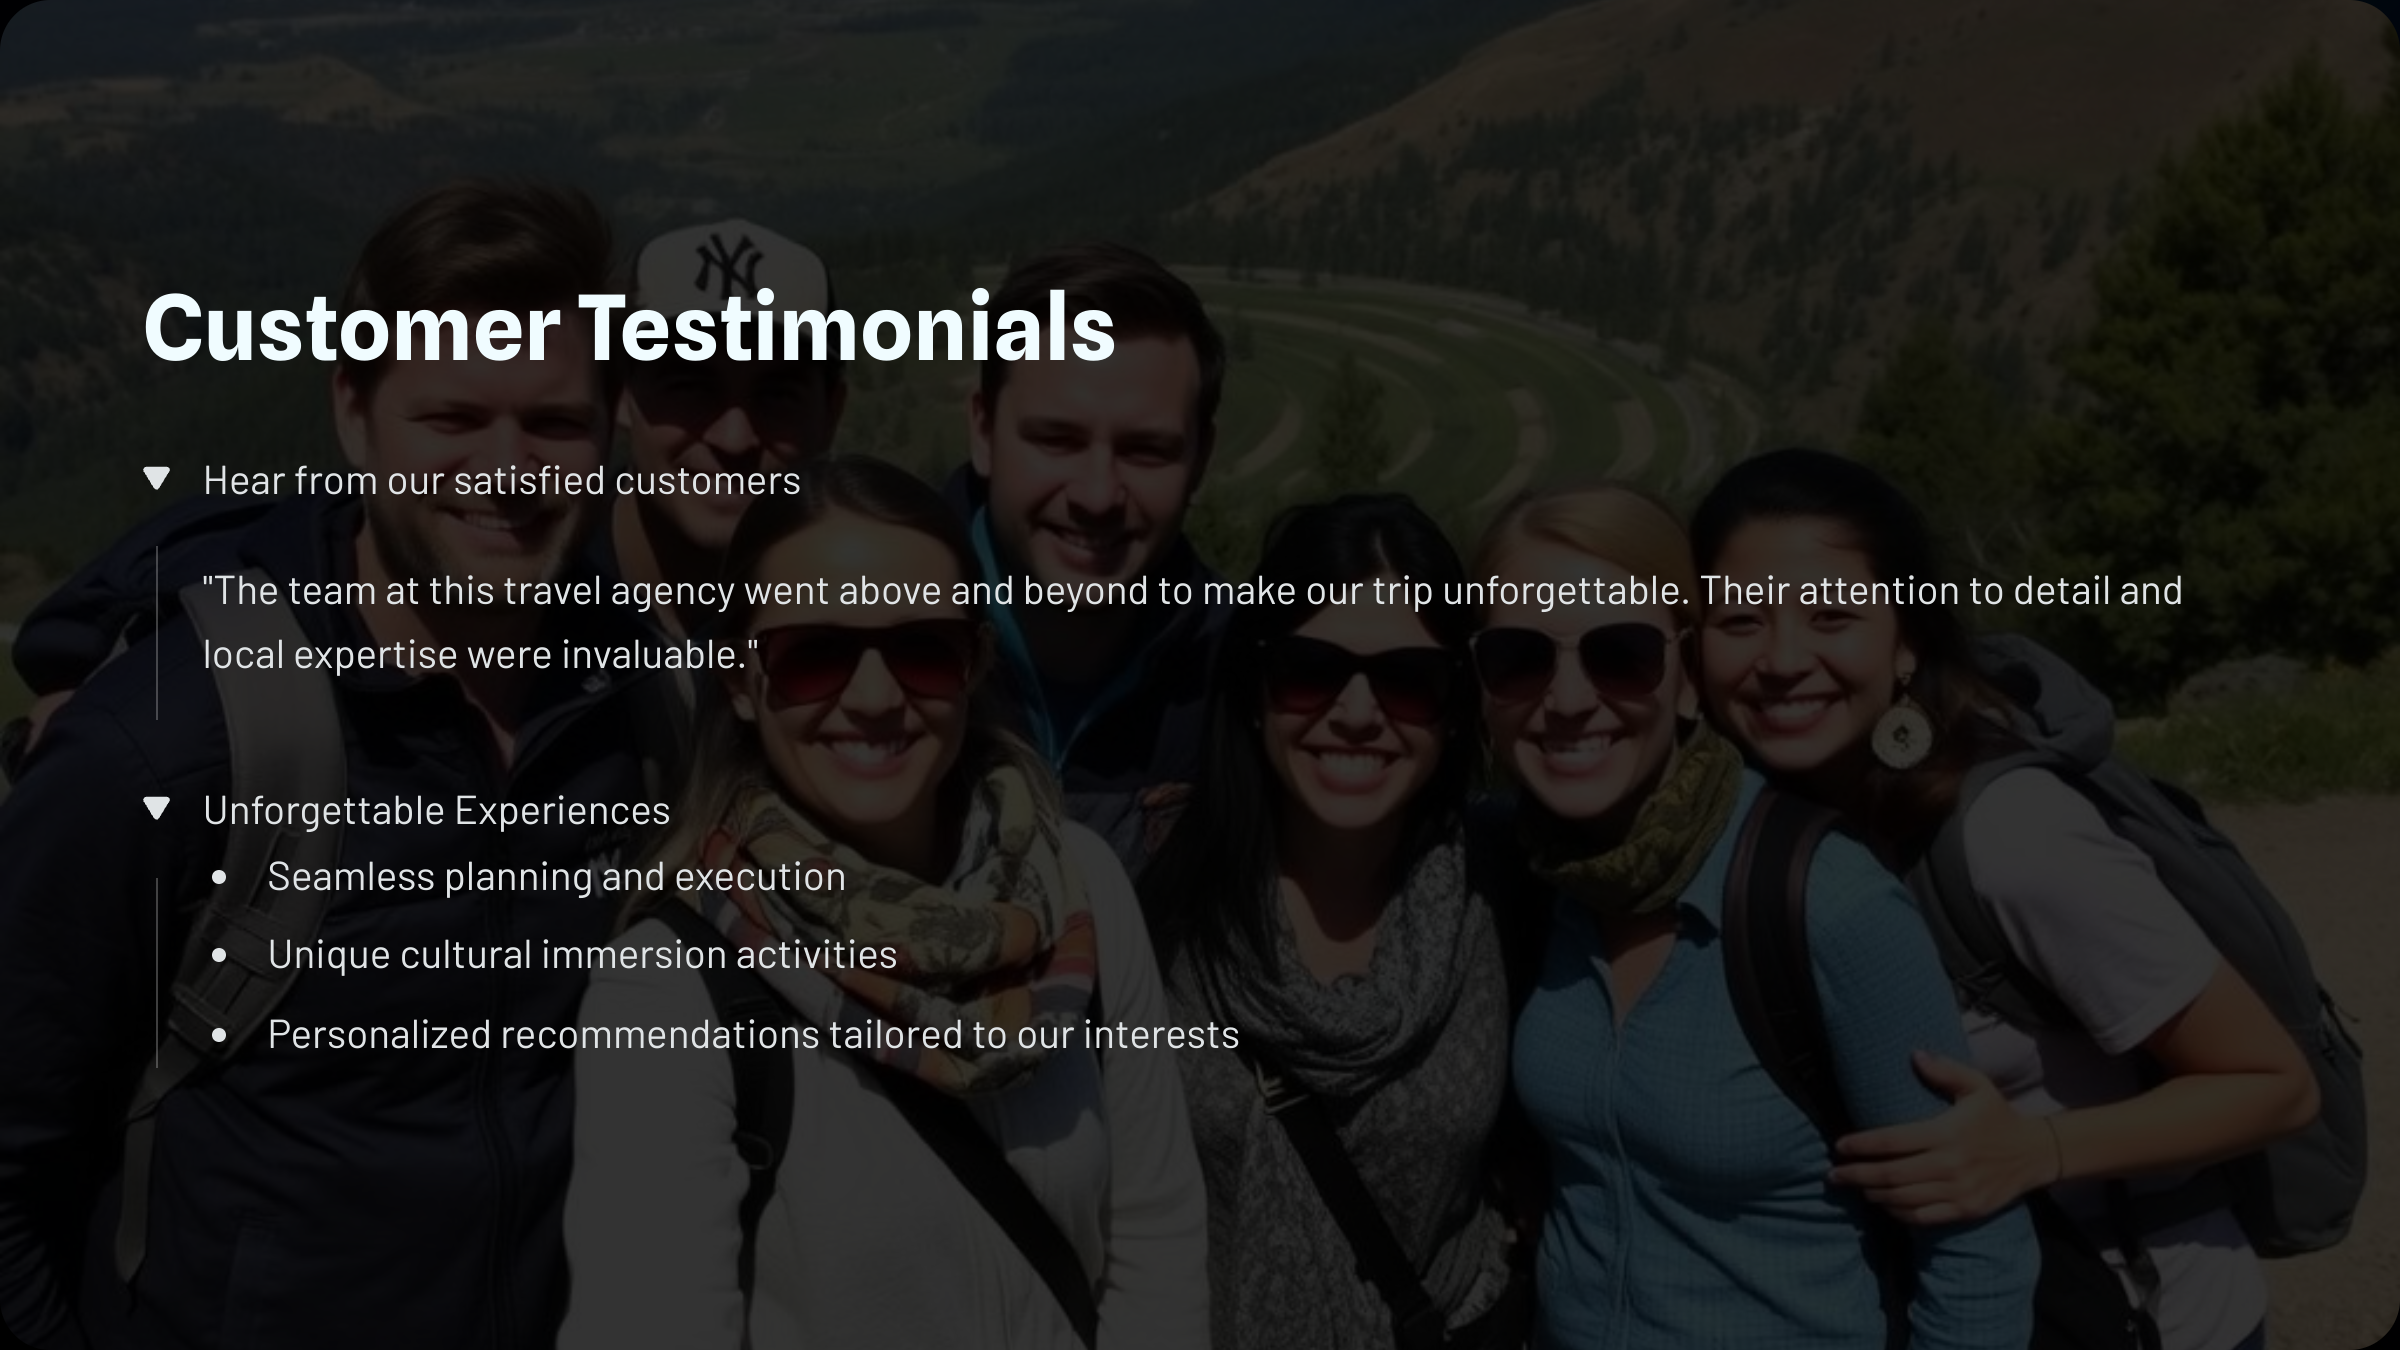 NY
Customer Testimonials
Hear from our satisfied customers
"The team at this travel agency went above and beyond to make our trip unforgettable. Their attention to detail and
local expertise were invaluable."
Unforgettable Experiences
Seamless planning and execution
Unique cultural immersion activities
Personalized recommendations tailored to our interests